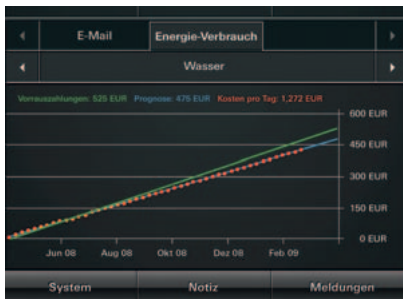 E-Mail Energie-Verbrauch
Wasser
Vorrauszahlungen: 525 EUR Prognose: 475 EUR Kosten pro Tag: 1,272 EUR
600 EUR
450 EUR
300 EUR
150 EUR
0 EUR
Jun 08 Aug 08 Okt 08 Dez 08 Feb 09
System Notiz Meldungen